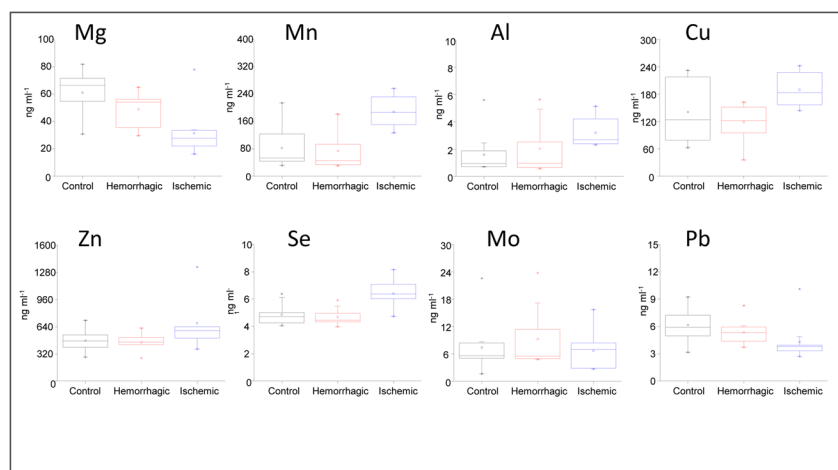 Mg Mn Al Cu
100
80
60
40
20
0
ng ml⁻¹
Control Hemorrhagic Ischemic
400
320
240
160
80
0
ng ml⁻¹
Control Hemorrhagic Ischemic
10
8
6
4
2
0
ng ml⁻¹
Control Hemorrhagic Ischemic
300
240
180
120
60
0
ng ml⁻¹
Control Hemorrhagic Ischemic
Zn Se Mo Pb
1600
1280
960
640
320
0
ng ml⁻¹
Control Hemorrhagic Ischemic
10
8
6
4
2
0
ng ml⁻¹
Control Hemorrhagic Ischemic
30
24
18
12
6
0
ng ml⁻¹
Control Hemorrhagic Ischemic
15
12
9
6
3
0
ng ml⁻¹
Control Hemorrhagic Ischemic